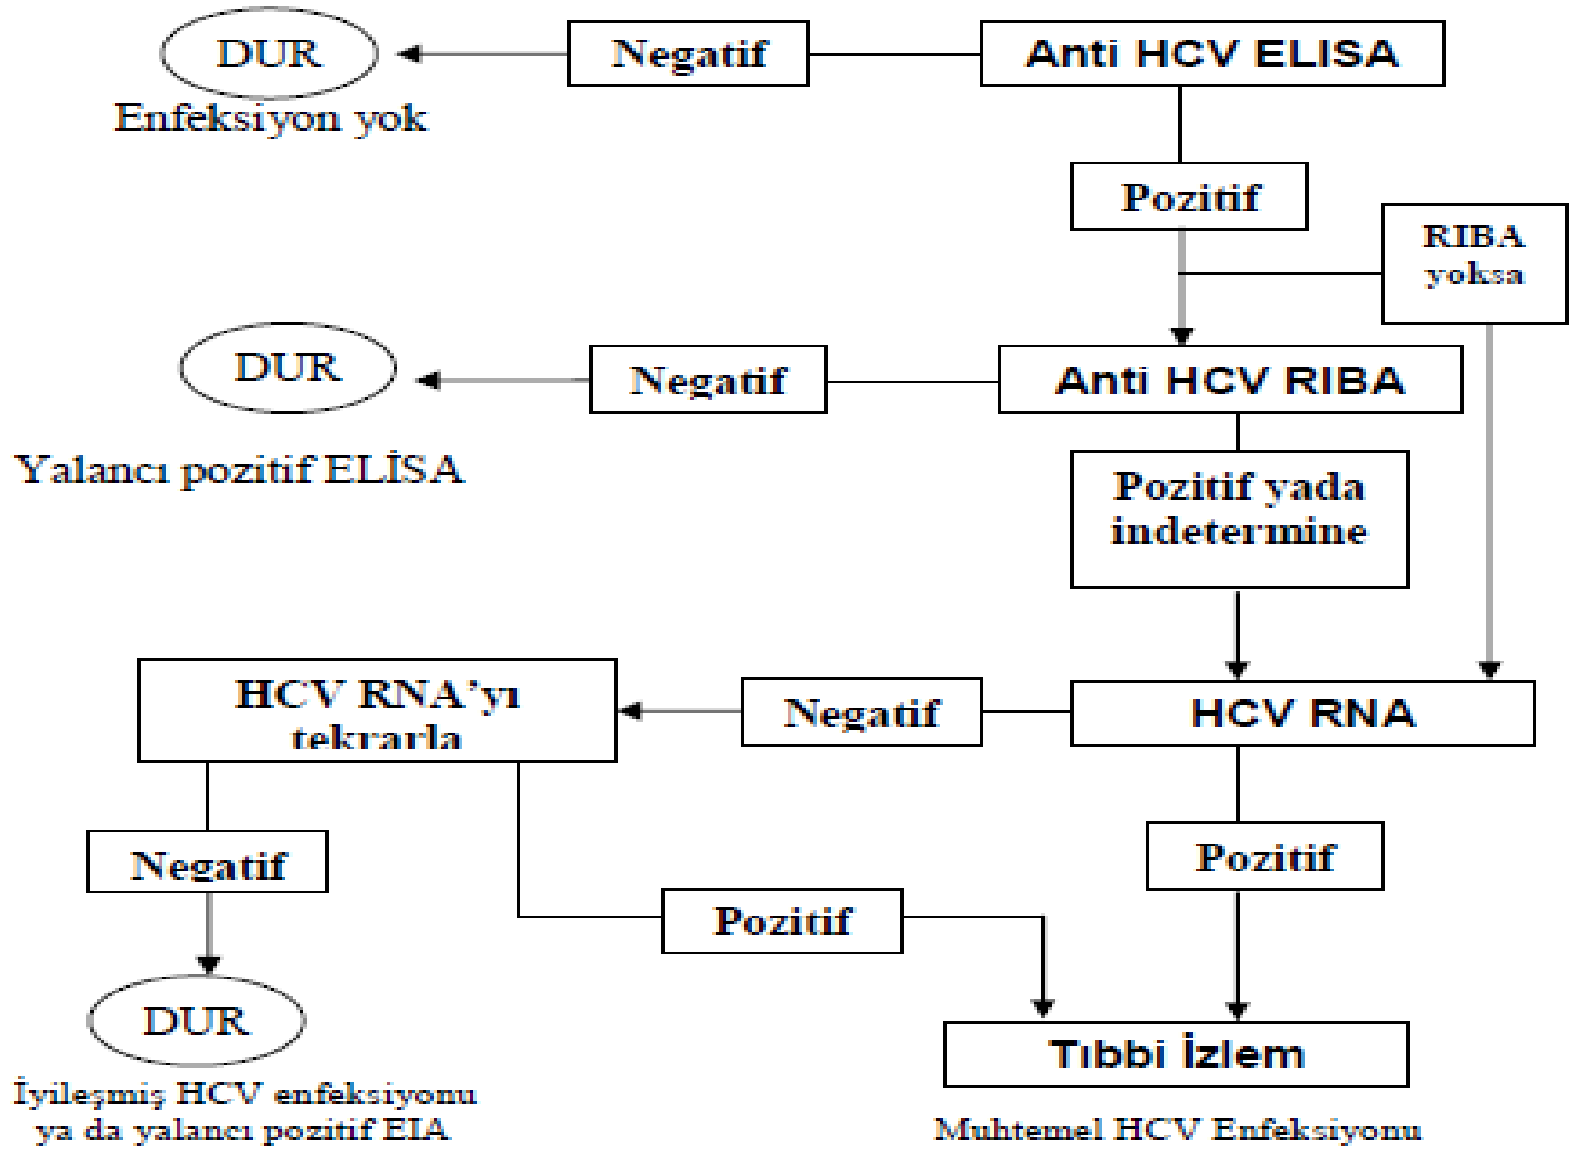 DUR
Negatif
Anti HCV ELISA
Enfeksiyon yok
Pozitif
RIBA
yoksa
DUR
Negatif
Anti HCV RIBA
Yalancı pozitif ELİSA
Pozitif yada
indetermine
HCV RNA'yı
tekrarla
Negatif
HCV RNA
Negatif
Pozitif
Pozitif
DUR
Tıbbi İzlem
İyileşmiş HCV enfeksiyonu
ya da yalancı pozitif EIA
Muhtemel HCV Enfeksiyonu